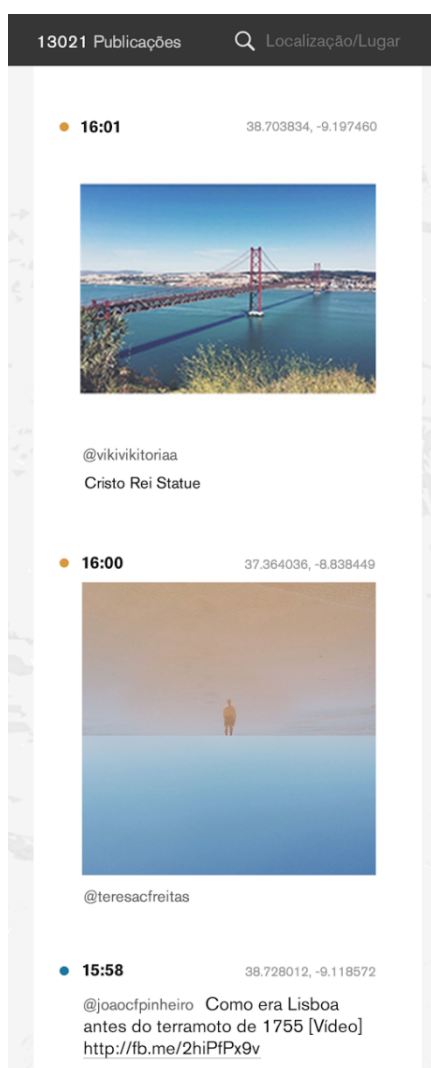 13021 Publicações
Localização/Lugar
16:01 38.703834, -9.197460
@vikivikitoriaa
Cristo Rei Statue
16:00 37.364036, -8.838449
@teresacfreitas
15:58 38.728012, -9.118572
@joaocfpinheiro Como era Lisboa
antes do terramoto de 1755 [Vídeo]
http://fb.me/2hiPfPx9v